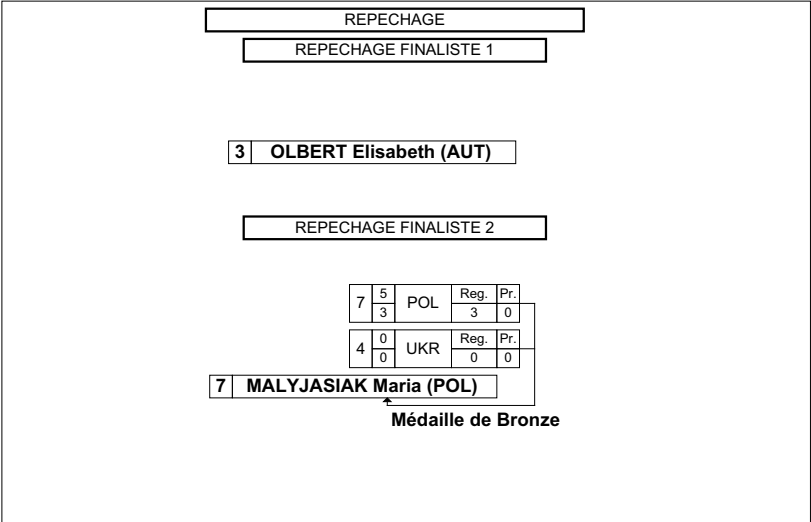 REPECHAGE
REPECHAGE FINALISTE 1
3 OLBERT Elisabeth (AUT)
REPECHAGE FINALISTE 2
7 5 POL Reg. Pr.
3 3 0
4 0 UKR Reg. Pr.
0 0 0
7 MALYJASIAK Maria (POL)
Médaille de Bronze